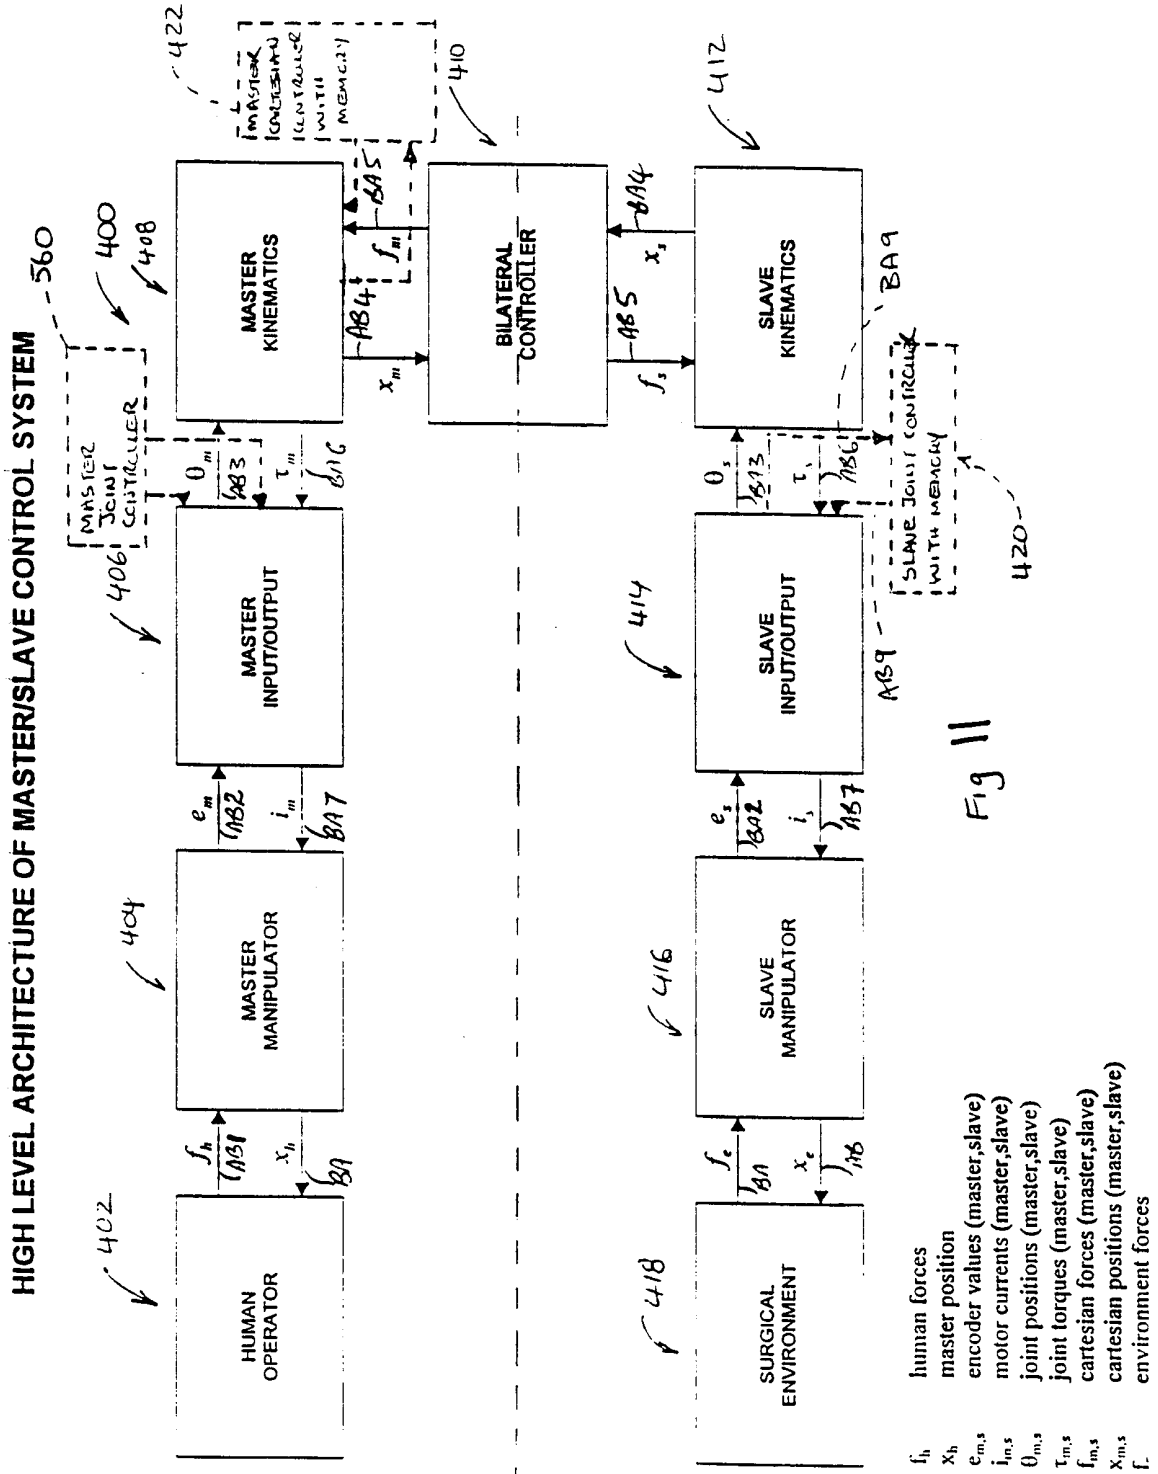 HIGH LEVEL ARCHITECTURE OF MASTER/SLAVE CONTROL SYSTEM
402
HUMAN
OPERATOR
f_h
AB1
x_h
BA
404
MASTER
MANIPULATOR
e_m
AB2
i_m
BA7
406
MASTER
INPUT/OUTPUT
MASTER
JOINT
CONTROLLER
560
θ_m
AB3
τ_m
BA6
400
408
MASTER
KINEMATICS
422
MASTER
CARTESIAN
CONTROLLER
WITH
MEMORY
AB4
x_m
f_m
BA5
410
BILATERAL
CONTROLLER
AB5
f_s
x_s
BA4
412
SLAVE
KINEMATICS
BA9
θ_s
BA3
τ_s
AB6
SLAVE JOINT CONTROLLER
WITH MEMORY
420
414
SLAVE
INPUT/OUTPUT
AB9
e_s
BA2
i_s
AB7
416
SLAVE
MANIPULATOR
f_e
BA
x_e
AB
418
SURGICAL
ENVIRONMENT
f_h human forces
x_h master position
e_m,s encoder values (master,slave)
i_m,s motor currents (master,slave)
θ_m,s joint positions (master,slave)
τ_m,s joint torques (master,slave)
f_m,s cartesian forces (master,slave)
x_m,s cartesian positions (master,slave)
f_e environment forces
Fig 11